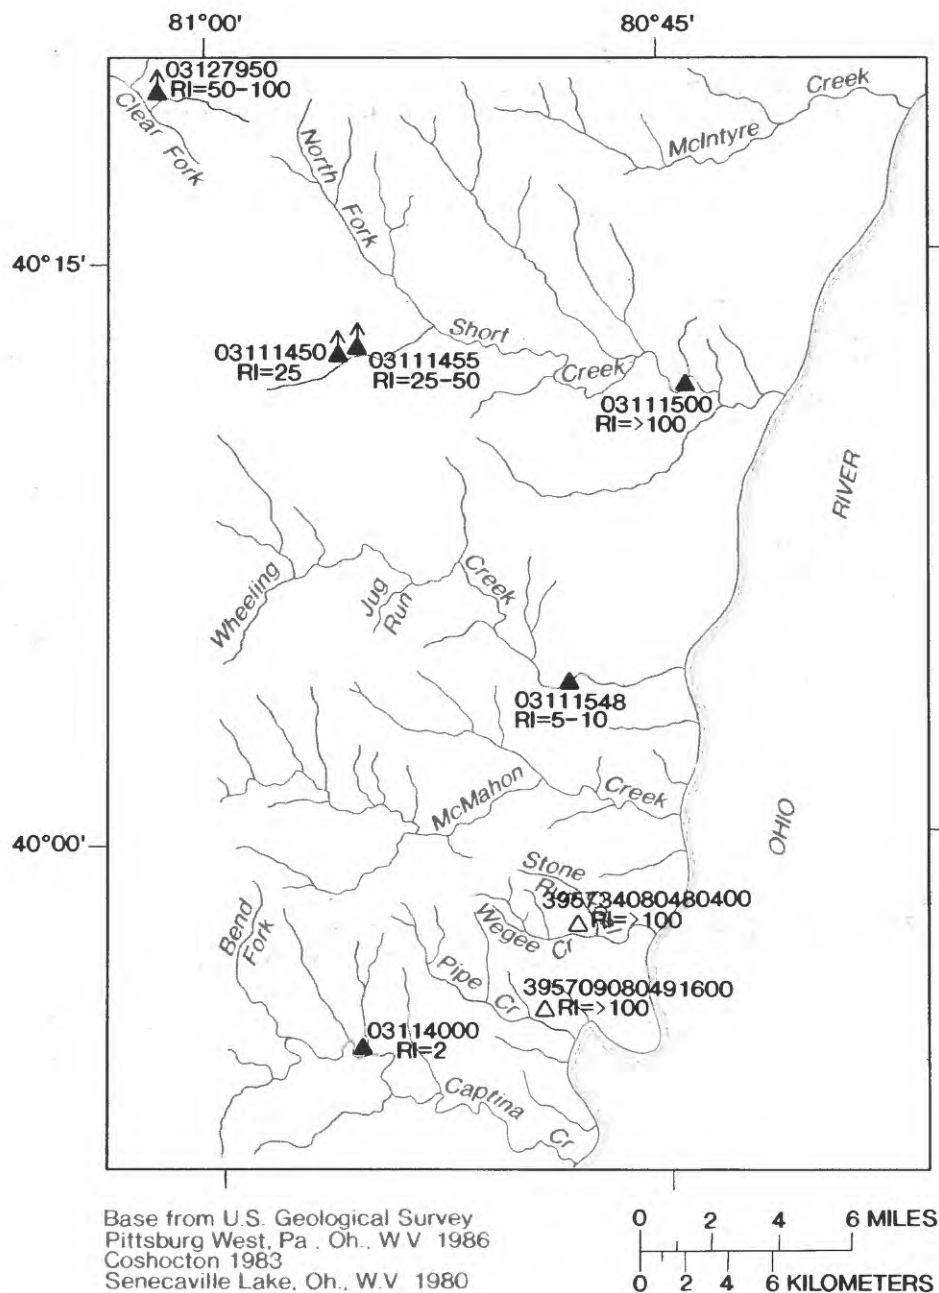 81°00'
80°45'
03127950
RI=50-100
Clear Fork
North Fork
McIntyre Creek
40°15'
Short Creek
03111450
RI=25
03111455
RI=25-50
03111500
RI=>100
RIVER
Wheeling
Jug Run
Creek
03111548
RI=5-10
McMahon Creek
OHIO
40°00'
Stone Run
395734080480400
RI=>100
Wegee Cr
Bend Fork
Pipe Cr
395709080491600
RI=>100
03114000
RI=2
Captina Cr
Base from U.S. Geological Survey
Pittsburg West, Pa., Oh., W.V 1986
Coshocton 1983
Senecaville Lake, Oh., W.V 1980
0 2 4 6 MILES
0 2 4 6 KILOMETERS